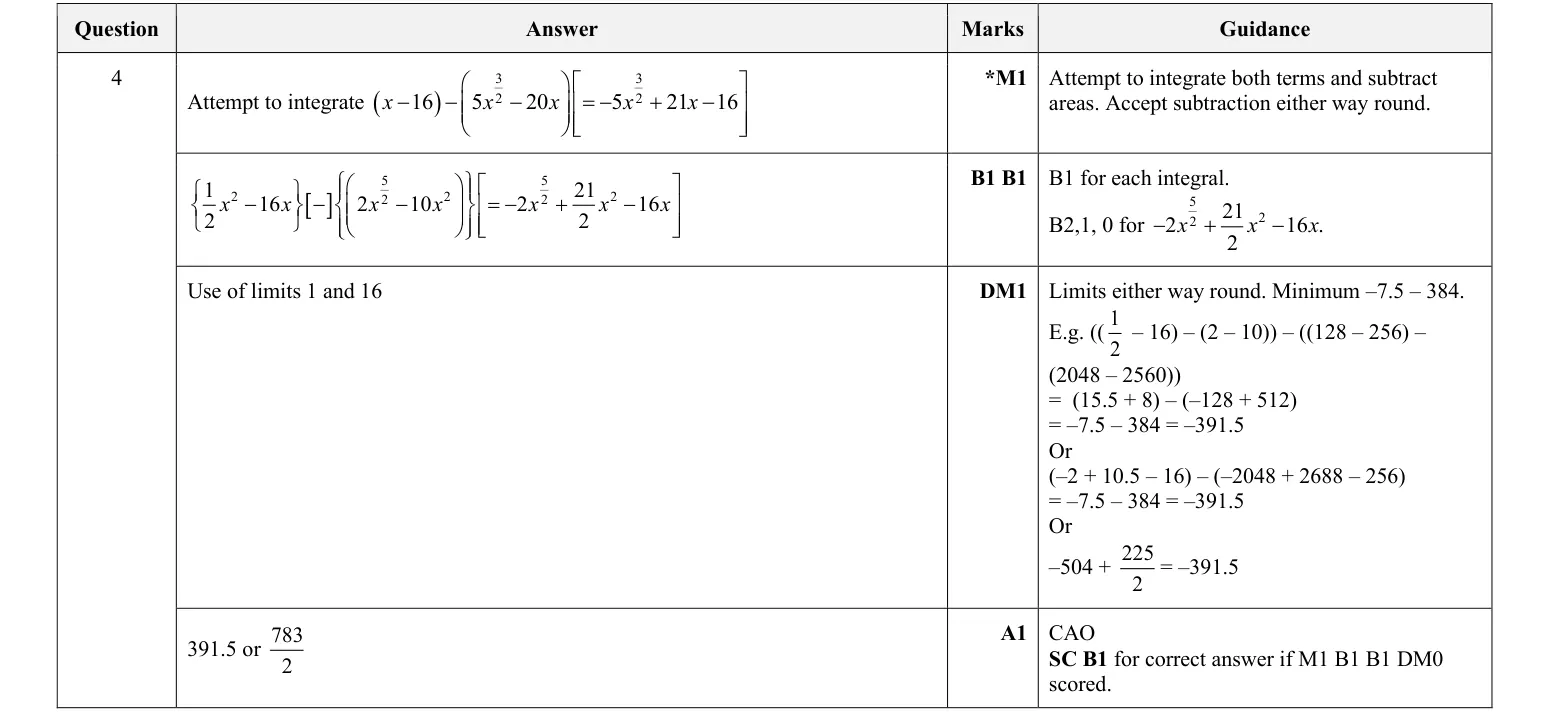 Question Answer Marks Guidance
4
Attempt to integrate (x−16)−(5x^{3/2}−20x)[=−5x^{3/2}+21x−16]
*M1
Attempt to integrate both terms and subtract
areas. Accept subtraction either way round.
{1/2 x^2−16x}[−]{(2x^{5/2}−10x^2)}[=−2x^{5/2}+21/2 x^2−16x]
B1 B1
B1 for each integral.
B2,1, 0 for −2x^{5/2}+21/2 x^2−16x.
Use of limits 1 and 16
DM1
Limits either way round. Minimum –7.5 – 384.
E.g. ((1/2 – 16) – (2 – 10)) – ((128 – 256) –
(2048 – 2560))
= (15.5 + 8) – (–128 + 512)
= –7.5 – 384 = –391.5
Or
(–2 + 10.5 – 16) – (–2048 + 2688 – 256)
= –7.5 – 384 = –391.5
Or
–504 + 225/2 = –391.5
391.5 or 783/2
A1
CAO
SC B1 for correct answer if M1 B1 B1 DM0
scored.